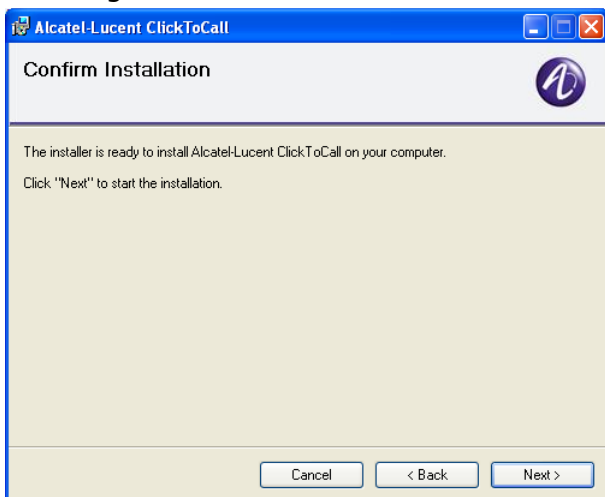 Alcatel-Lucent ClickToCall
Confirm Installation
The installer is ready to install Alcatel-Lucent ClickToCall on your computer.
Click "Next" to start the installation.
Cancel
< Back
Next >